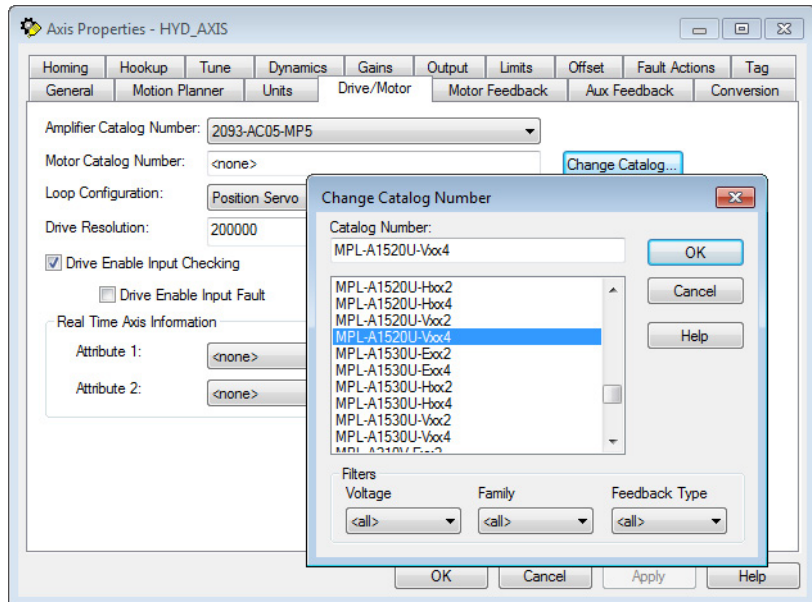 Axis Properties - HYD_AXIS
Homing Hookup Tune Dynamics Gains Output Limits Offset Fault Actions Tag
General Motion Planner Units Drive/Motor Motor Feedback Aux Feedback Conversion
Amplifier Catalog Number: 2093-AC05-MP5
Motor Catalog Number: <none> Change Catalog...
Loop Configuration: Position Servo
Drive Resolution: 200000
Drive Enable Input Checking
Drive Enable Input Fault
Real Time Axis Information
Attribute 1: <none>
Attribute 2: <none>
Change Catalog Number
Catalog Number:
MPL-A1520U-Vxx4 OK
MPL-A1520U-Hxx2
MPL-A1520U-Hxx4 Cancel
MPL-A1520U-Vxx2
MPL-A1520U-Vxx4 Help
MPL-A1530U-Exx2
MPL-A1530U-Exx4
MPL-A1530U-Hxx2
MPL-A1530U-Hxx4
MPL-A1530U-Vxx2
MPL-A1530U-Vxx4
MPL-A310V-Exx2
Filters
Voltage Family Feedback Type
<all> <all> <all>
OK Cancel Apply Help